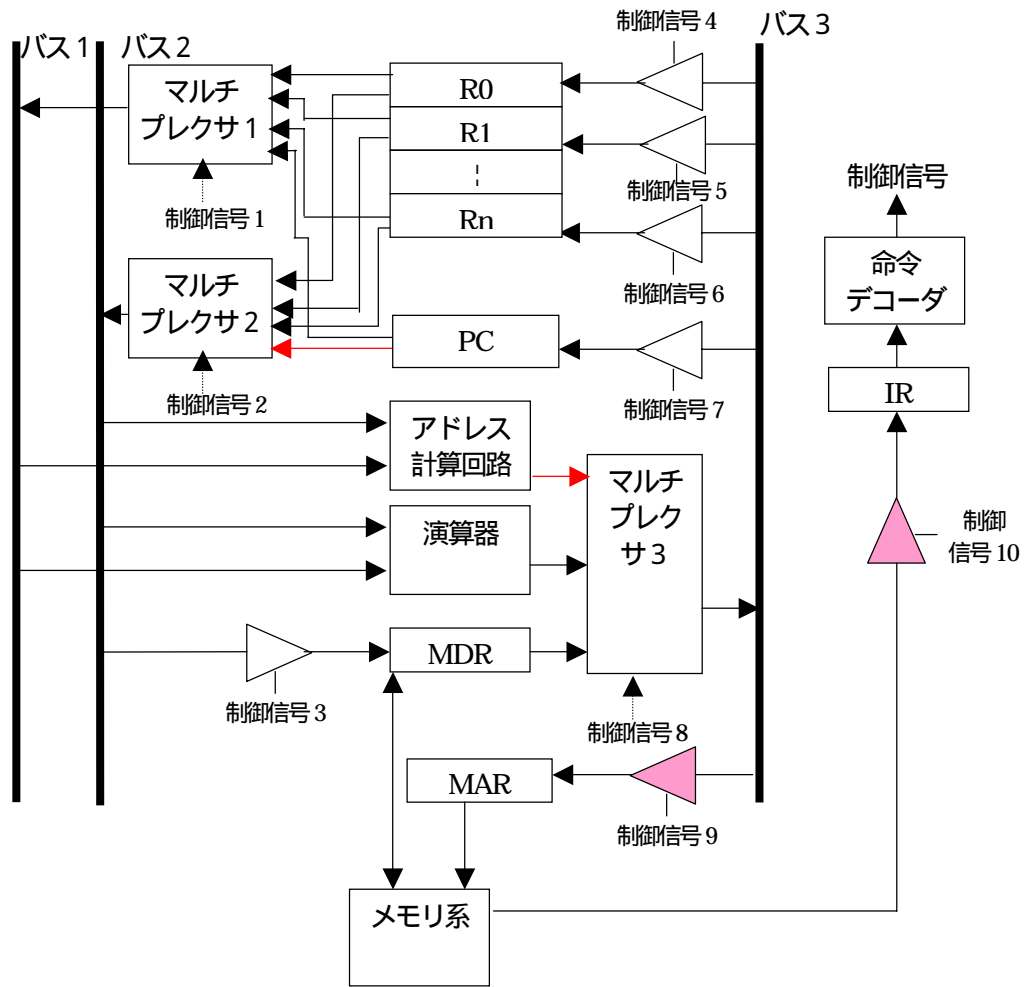 制御信号4
バス1
バス2
バス3
マルチ
プレクサ1
R0
R1
Rn
制御信号5
制御信号1
制御信号6
制御信号
命令
デコーダ
マルチ
プレクサ2
PC
IR
制御信号2
制御信号7
アドレス
計算回路
マルチ
プレク
サ3
演算器
制御
信号10
MDR
制御信号3
制御信号8
MAR
制御信号9
メモリ系